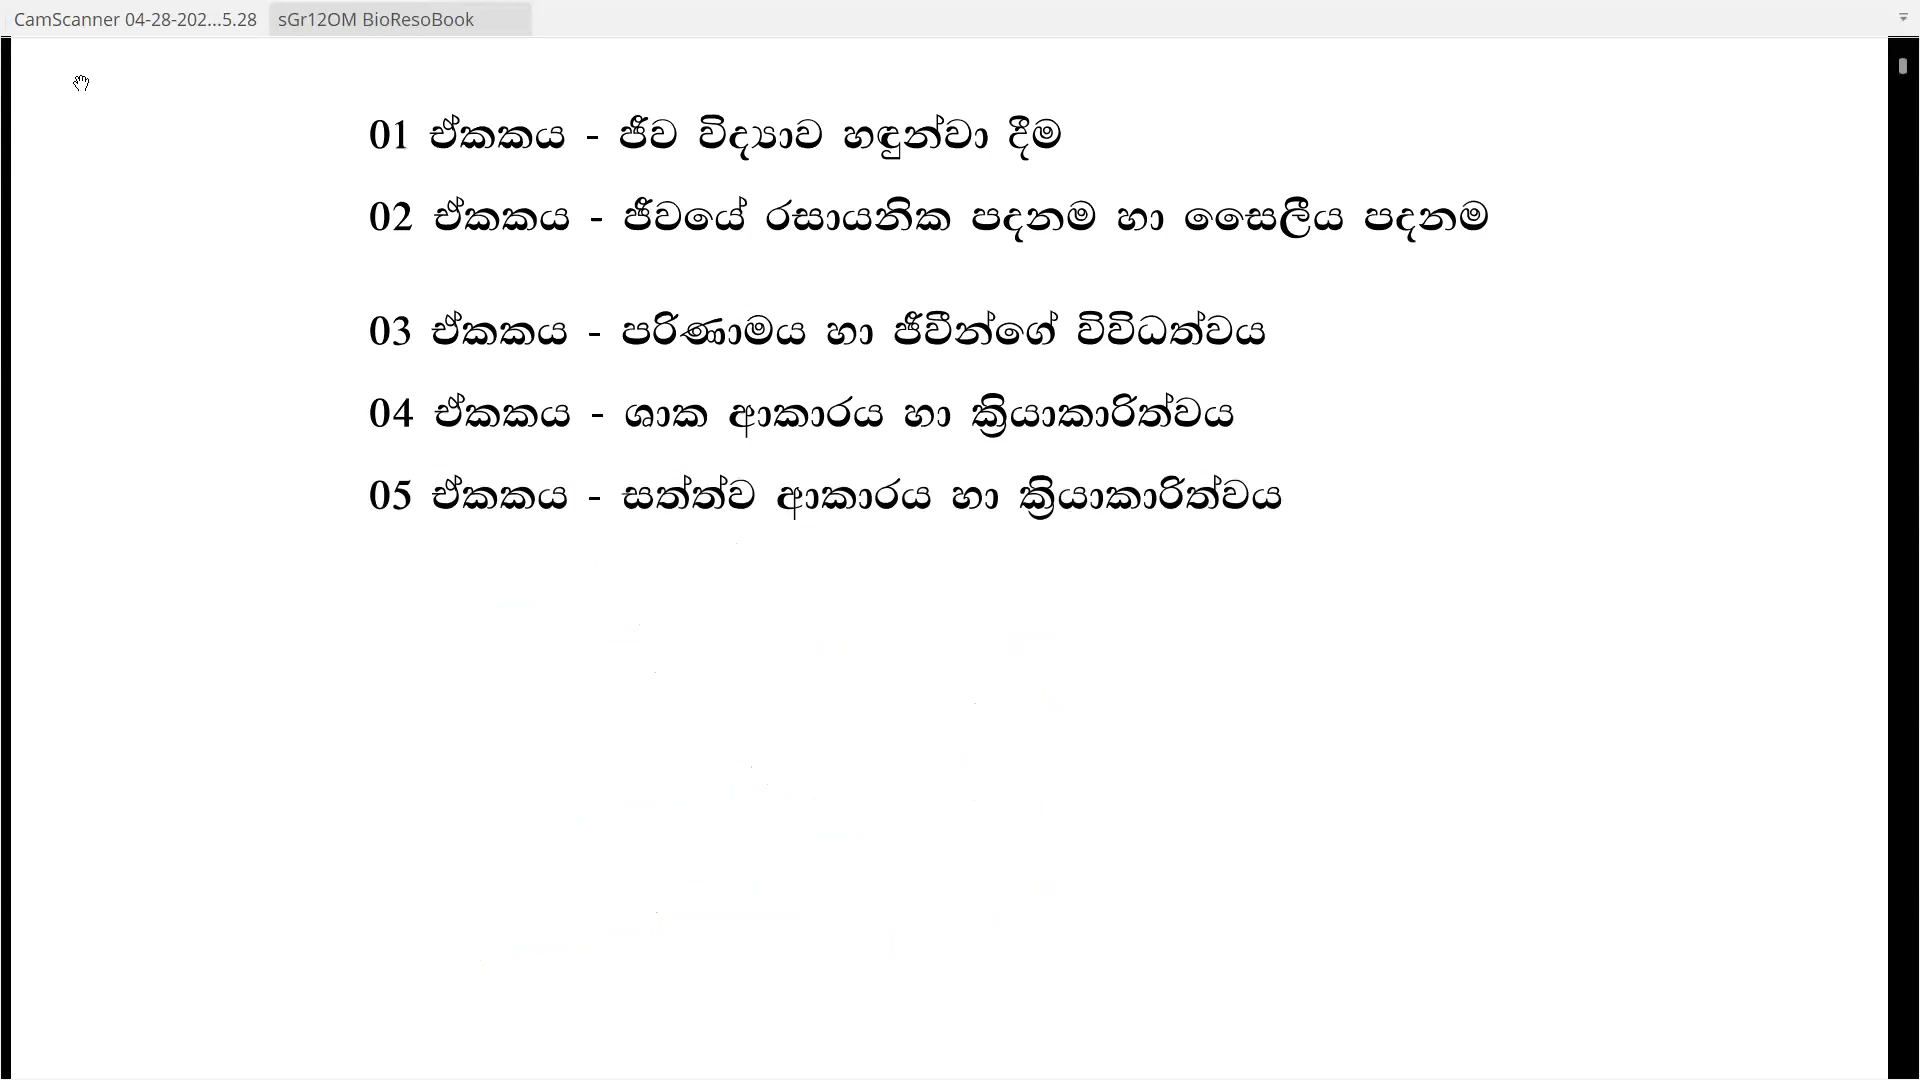 CamScanner 04-28-202...5.28
sGr12OM BioResoBook
01 ඒකකය - ජීව විද්‍යාව හඳුන්වා දීම
02 ඒකකය - ජීවයේ රසායනික පදනම හා සෛලීය පදනම
03 ඒකකය - පරිණාමය හා ජීවීන්ගේ විවිධත්වය
04 ඒකකය - ශාක ආකාරය හා ක්‍රියාකාරිත්වය
05 ඒකකය - සත්ත්ව ආකාරය හා ක්‍රියාකාරිත්වය